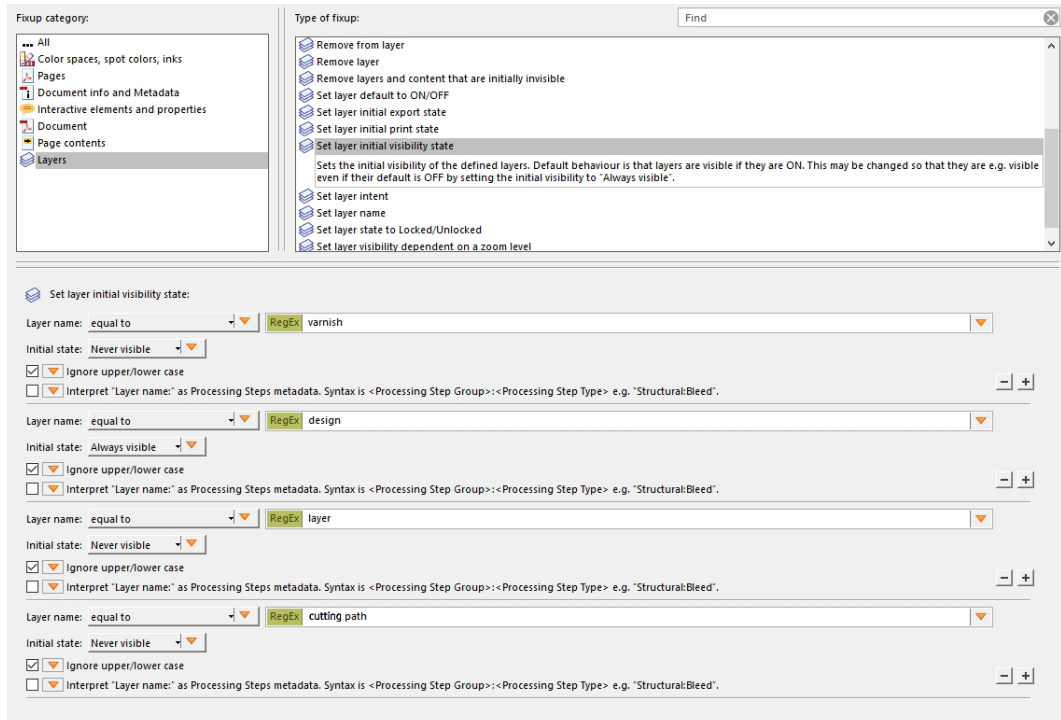 Fixup category:
Type of fixup:
Find
... All
Color spaces, spot colors, inks
Pages
Document info and Metadata
Interactive elements and properties
Document
Page contents
Layers
Remove from layer
Remove layer
Remove layers and content that are initially invisible
Set layer default to ON/OFF
Set layer initial export state
Set layer initial print state
Set layer initial visibility state
Sets the initial visibility of the defined layers. Default behaviour is that layers are visible if they are ON. This may be changed so that they are e.g. visible
even if their default is OFF by setting the initial visibility to "Always visible".
Set layer intent
Set layer name
Set layer state to Locked/Unlocked
Set layer visibility dependent on a zoom level
Set layer initial visibility state:
Layer name: equal to RegEx varnish
Initial state: Never visible
Ignore upper/lower case
Interpret "Layer name:" as Processing Steps metadata. Syntax is <Processing Step Group>:<Processing Step Type> e.g. "Structural:Bleed".
Layer name: equal to RegEx design
Initial state: Always visible
Ignore upper/lower case
Interpret "Layer name:" as Processing Steps metadata. Syntax is <Processing Step Group>:<Processing Step Type> e.g. "Structural:Bleed".
Layer name: equal to RegEx layer
Initial state: Never visible
Ignore upper/lower case
Interpret "Layer name:" as Processing Steps metadata. Syntax is <Processing Step Group>:<Processing Step Type> e.g. "Structural:Bleed".
Layer name: equal to RegEx cutting path
Initial state: Never visible
Ignore upper/lower case
Interpret "Layer name:" as Processing Steps metadata. Syntax is <Processing Step Group>:<Processing Step Type> e.g. "Structural:Bleed".